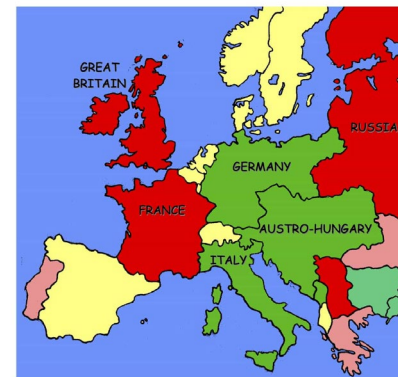 GREAT
BRITAIN
RUSSIA
GERMANY
FRANCE
AUSTRO-HUNGARY
ITALY